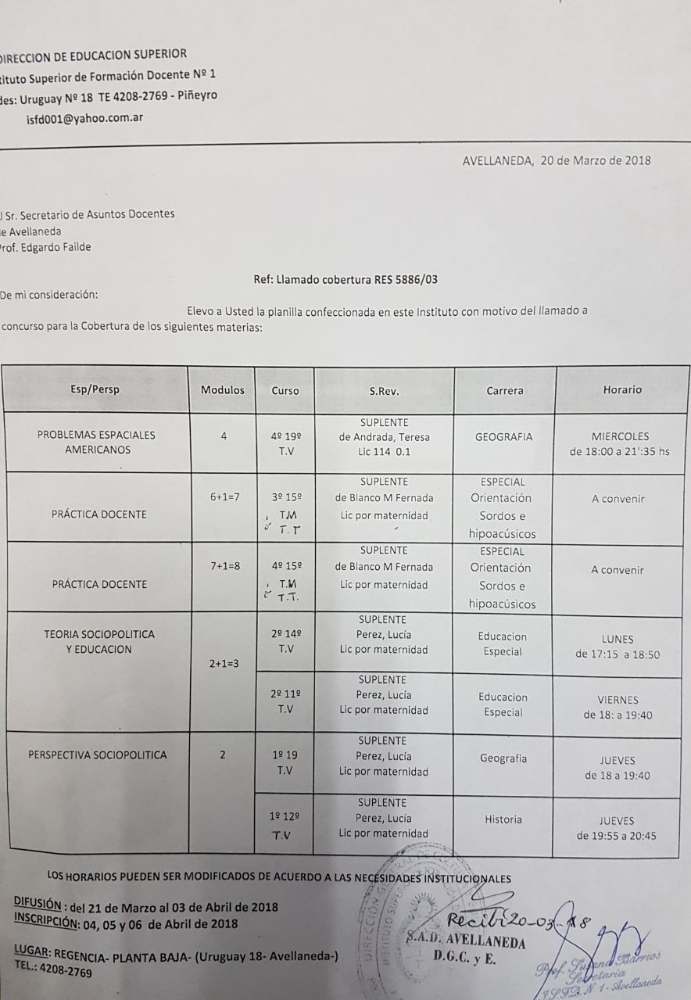 DIRECCION DE EDUCACION SUPERIOR
tituto Superior de Formación Docente Nº 1
des: Uruguay Nº 18 TE 4208-2769 - Piñeyro
isfd001@yahoo.com.ar
AVELLANEDA, 20 de Marzo de 2018
l Sr. Secretario de Asuntos Docentes
e Avellaneda
Prof. Edgardo Failde
Ref: Llamado cobertura RES 5886/03
De mi consideración:
Elevo a Usted la planilla confeccionada en este Instituto con motivo del llamado a
concurso para la Cobertura de los siguientes materias:
Esp/Persp Modulos Curso S.Rev. Carrera Horario
PROBLEMAS ESPACIALES
AMERICANOS
4
4º 19º
T.V
SUPLENTE
de Andrada, Teresa
Lic 114 0.1
GEOGRAFIA
MIERCOLES
de 18:00 a 21':35 hs
PRÁCTICA DOCENTE
6+1=7
3º 15º
T.M
T.T
SUPLENTE
de Blanco M Fernada
Lic por maternidad
ESPECIAL
Orientación
Sordos e
hipoacúsicos
A convenir
PRÁCTICA DOCENTE
7+1=8
4º 15º
T.M
T.T.
SUPLENTE
de Blanco M Fernada
Lic por maternidad
ESPECIAL
Orientación
Sordos e
hipoacúsicos
A convenir
TEORIA SOCIOPOLITICA
Y EDUCACION
2+1=3
2º 14º
T.V
SUPLENTE
Perez, Lucía
Lic por maternidad
Educacion
Especial
LUNES
de 17:15 a 18:50
2º 11º
T.V
SUPLENTE
Perez, Lucía
Lic por maternidad
Educacion
Especial
VIERNES
de 18: a 19:40
PERSPECTIVA SOCIOPOLITICA
2
1º 19
T.V
SUPLENTE
Perez, Lucía
Lic por maternidad
Geografia
JUEVES
de 18 a 19:40
1º 12º
T.V
SUPLENTE
Perez, Lucía
Lic por maternidad
Historia
JUEVES
de 19:55 a 20:45
LOS HORARIOS PUEDEN SER MODIFICADOS DE ACUERDO A LAS NECESIDADES INSTITUCIONALES
DIFUSIÓN : del 21 de Marzo al 03 de Abril de 2018
INSCRIPCIÓN: 04, 05 y 06 de Abril de 2018
LUGAR: REGENCIA- PLANTA BAJA- (Uruguay 18- Avellaneda-)
TEL.: 4208-2769
Recibi 20-03-18
S.A.D. AVELLANEDA
D.G.C. y E.
Prof. Susana Barrios
Secretaria
I.S.F.D. N 1 - Avellaneda